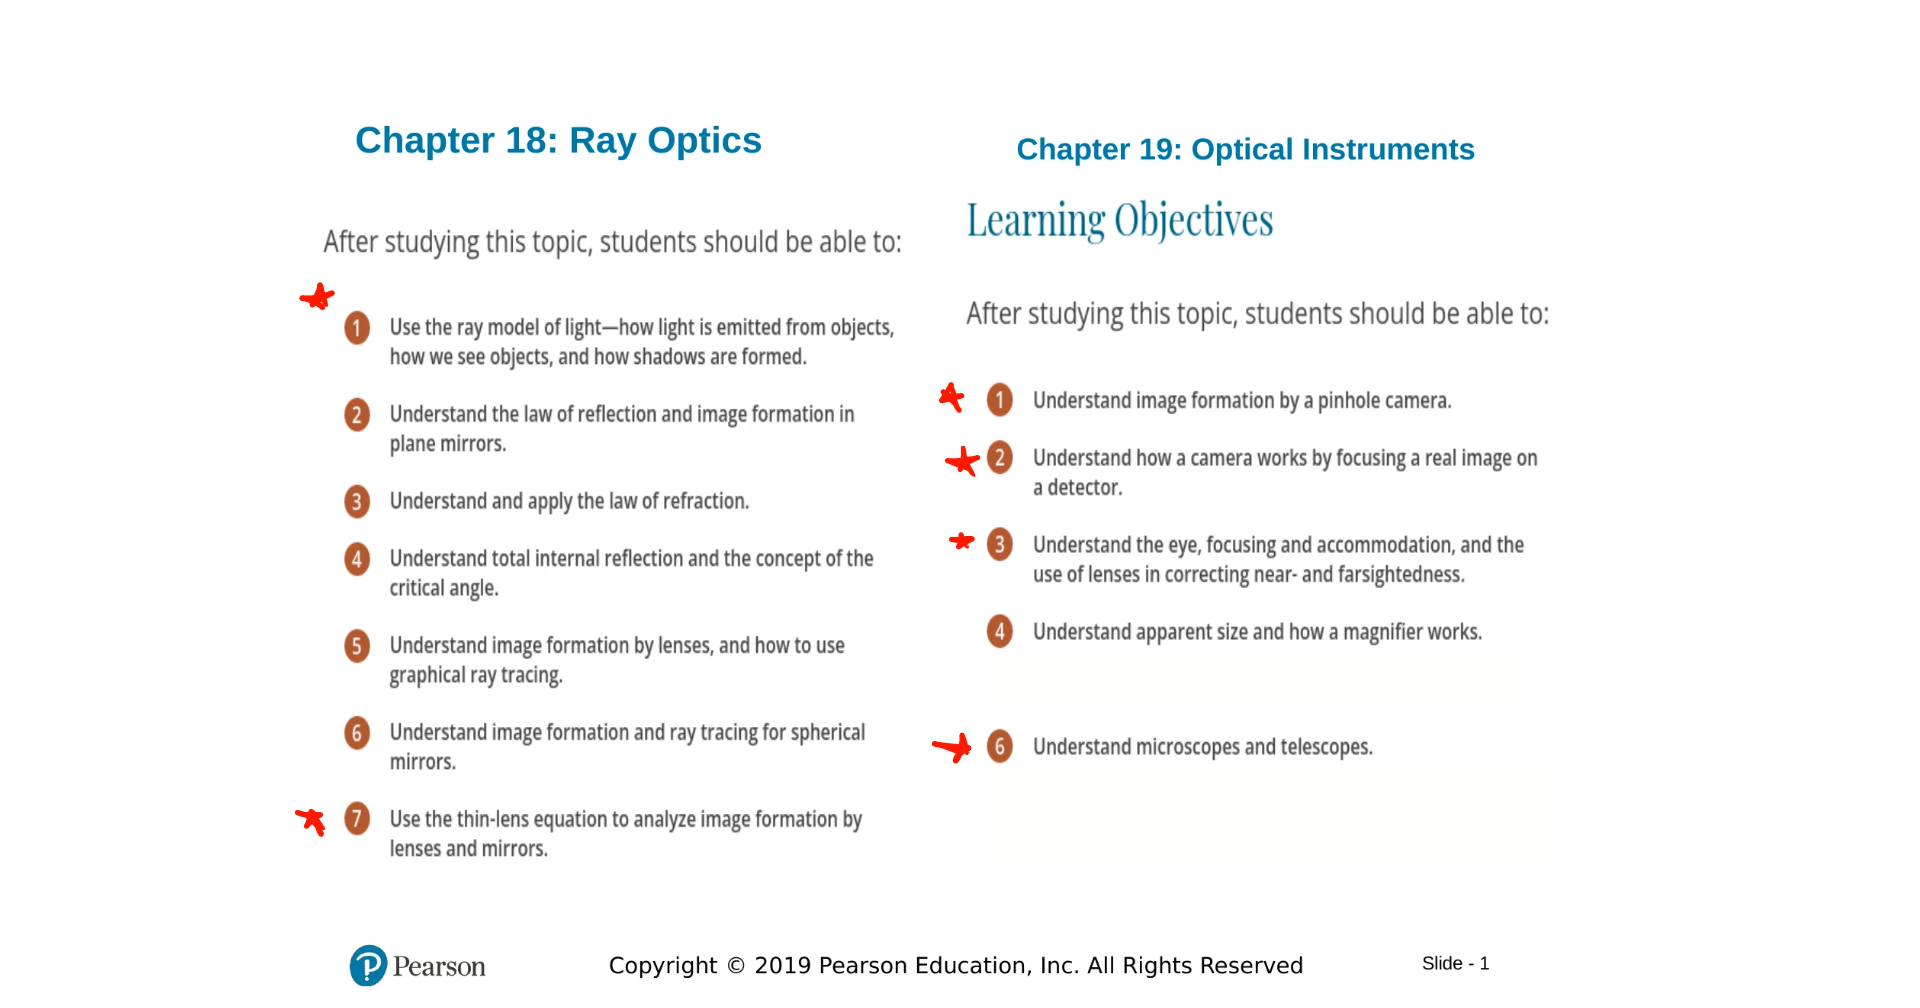 Chapter 18: Ray Optics
After studying this topic, students should be able to:
1 Use the ray model of light—how light is emitted from objects,
how we see objects, and how shadows are formed.
2 Understand the law of reflection and image formation in
plane mirrors.
3 Understand and apply the law of refraction.
4 Understand total internal reflection and the concept of the
critical angle.
5 Understand image formation by lenses, and how to use
graphical ray tracing.
6 Understand image formation and ray tracing for spherical
mirrors.
7 Use the thin-lens equation to analyze image formation by
lenses and mirrors.
Chapter 19: Optical Instruments
Learning Objectives
After studying this topic, students should be able to:
1 Understand image formation by a pinhole camera.
2 Understand how a camera works by focusing a real image on
a detector.
3 Understand the eye, focusing and accommodation, and the
use of lenses in correcting near- and farsightedness.
4 Understand apparent size and how a magnifier works.
6 Understand microscopes and telescopes.
P Pearson
Copyright © 2019 Pearson Education, Inc. All Rights Reserved
Slide - 1